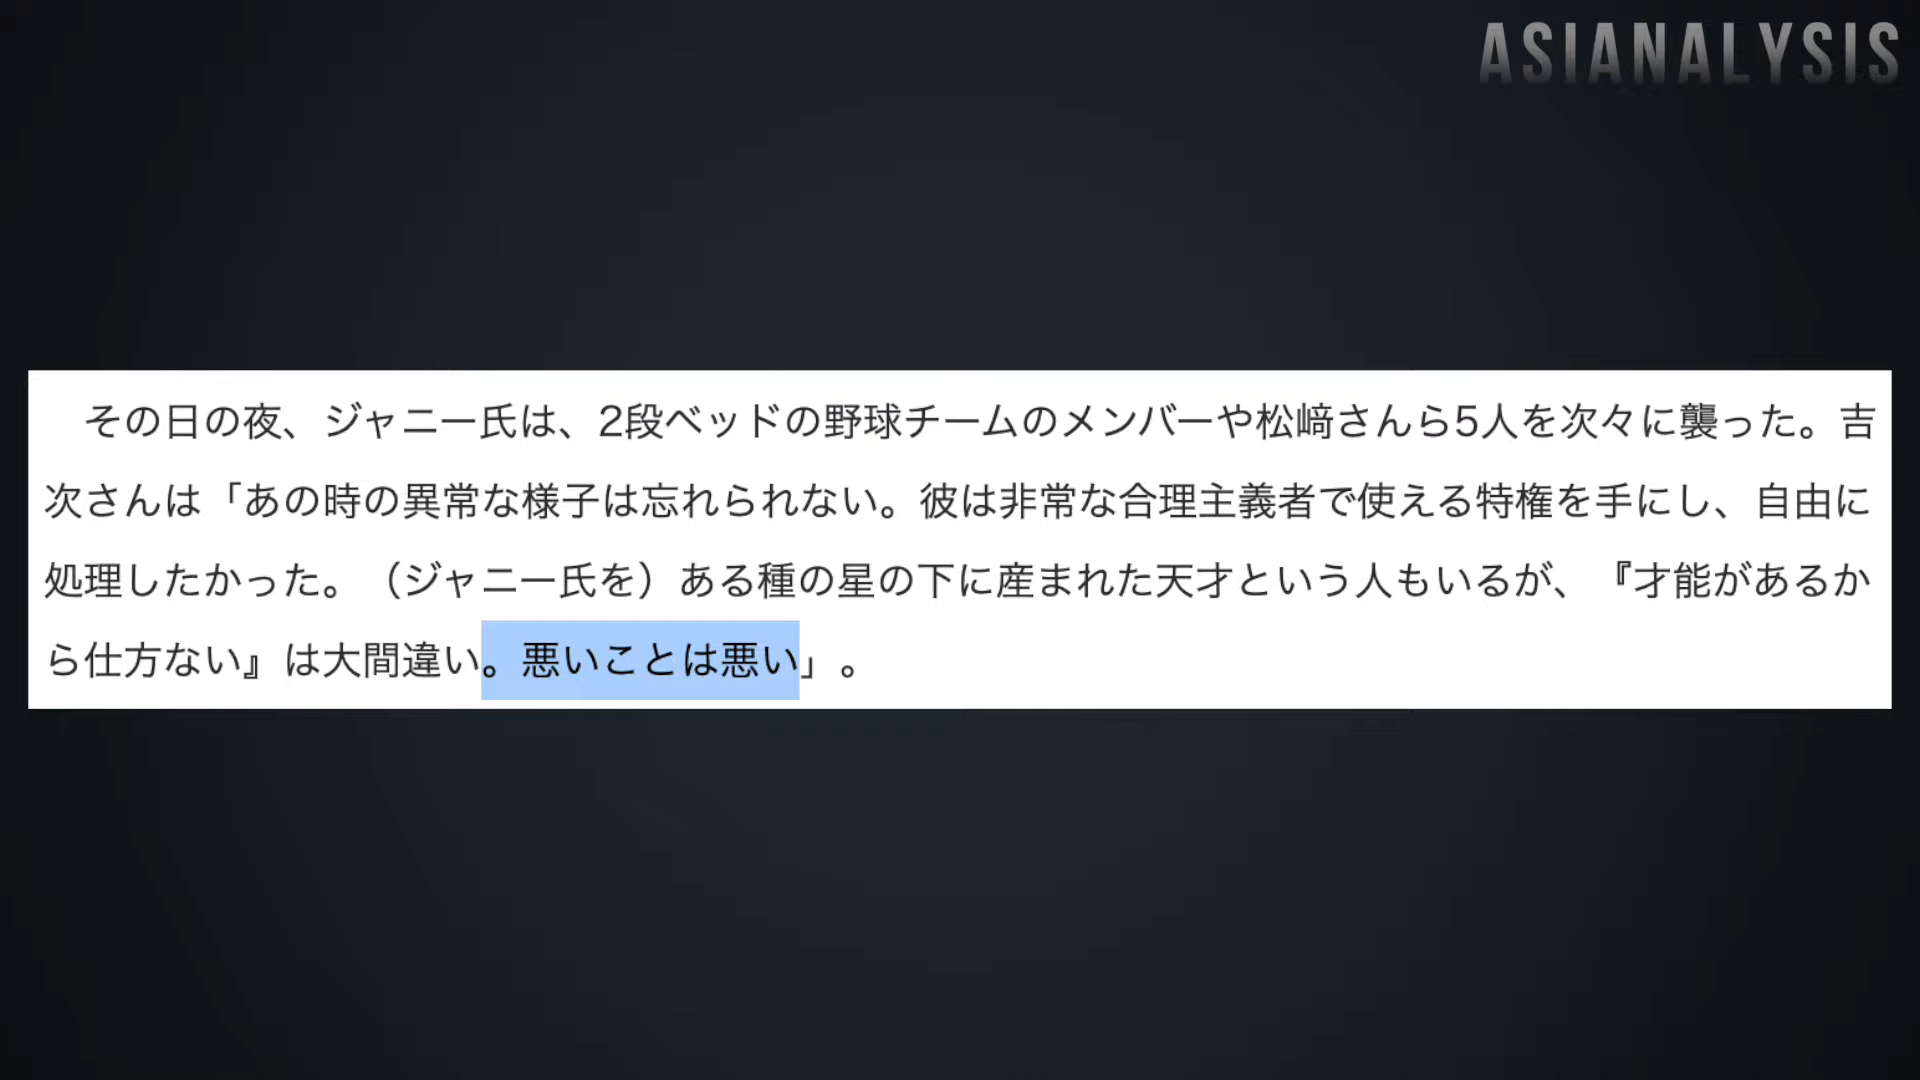 ASIANALYSIS
その日の夜、ジャニー氏は、2段ベッドの野球チームのメンバーや松﨑さんら5人を次々に襲った。吉
次さんは「あの時の異常な様子は忘れられない。彼は非常な合理主義者で使える特権を手にし、自由に
処理したかった。（ジャニー氏を）ある種の星の下に産まれた天才という人もいるが、『才能があるか
ら仕方ない』は大間違い。悪いことは悪い」。